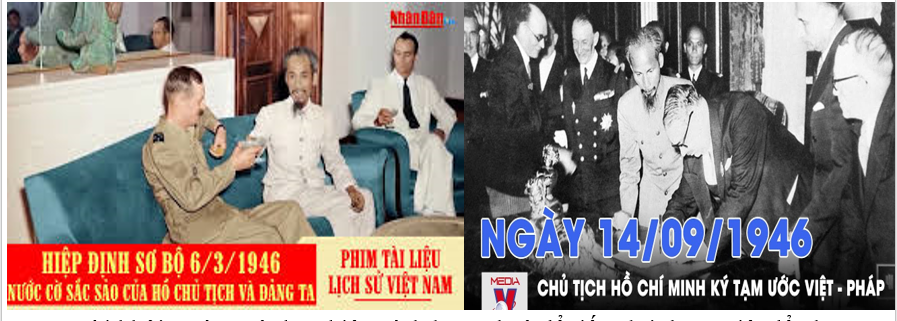 Nhân Dân
HIỆP ĐỊNH SƠ BỘ 6/3/1946
NƯỚC CỜ SẮC SẢO CỦA HỒ CHỦ TỊCH VÀ ĐẢNG TA
PHIM TÀI LIỆU
LỊCH SỬ VIỆT NAM
NGÀY 14/09/1946
MEDIA
CHỦ TỊCH HỒ CHÍ MINH KÝ TẠM ƯỚC VIỆT - PHÁP